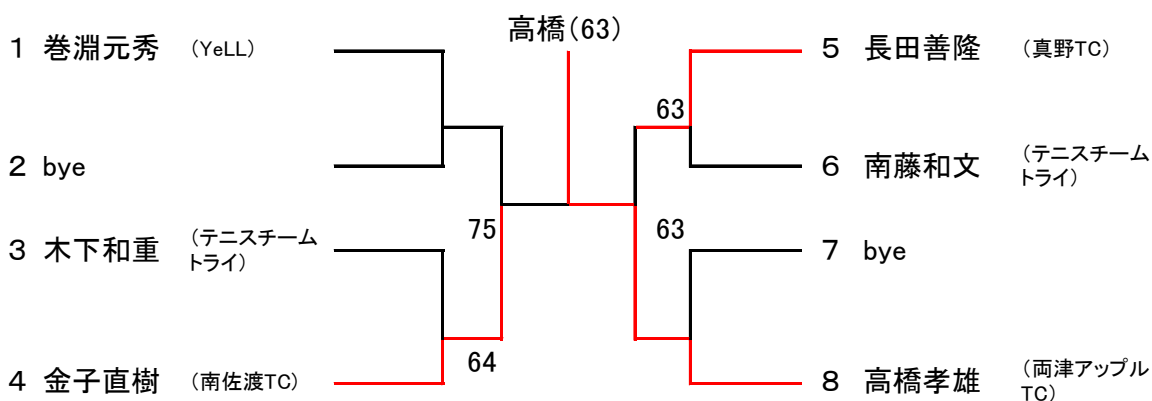 高橋(63)
1 巻淵元秀 (YeLL)
2 bye
3 木下和重 (テニスチーム
トライ)
4 金子直樹 (南佐渡TC)
75
64
63
63
5 長田善隆 (真野TC)
6 南藤和文 (テニスチーム
トライ)
7 bye
8 高橋孝雄 (両津アップル
TC)